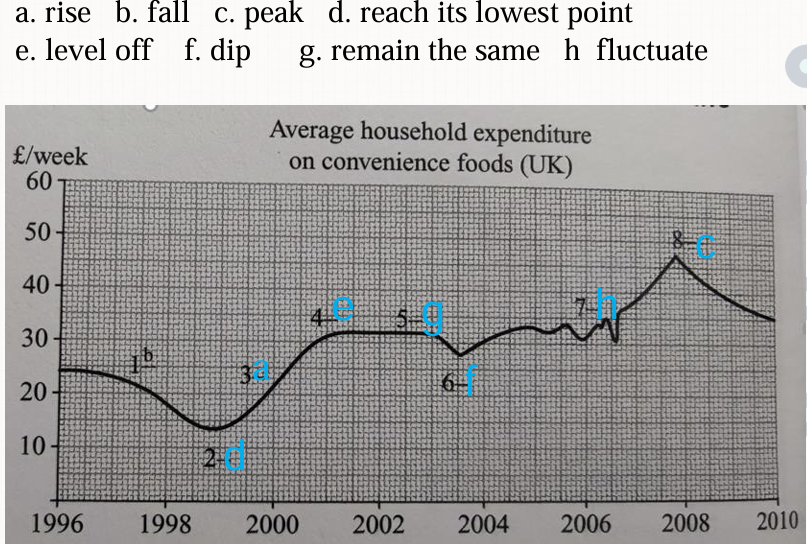 a. rise b. fall c. peak d. reach its lowest point
e. level off f. dip g. remain the same h fluctuate
Average household expenditure
on convenience foods (UK)
£/week
60
50
40
30
20
10
1 b
2- d
3 a
4- e
5- g
6- f
7- h
8- c
1996 1998 2000 2002 2004 2006 2008 2010